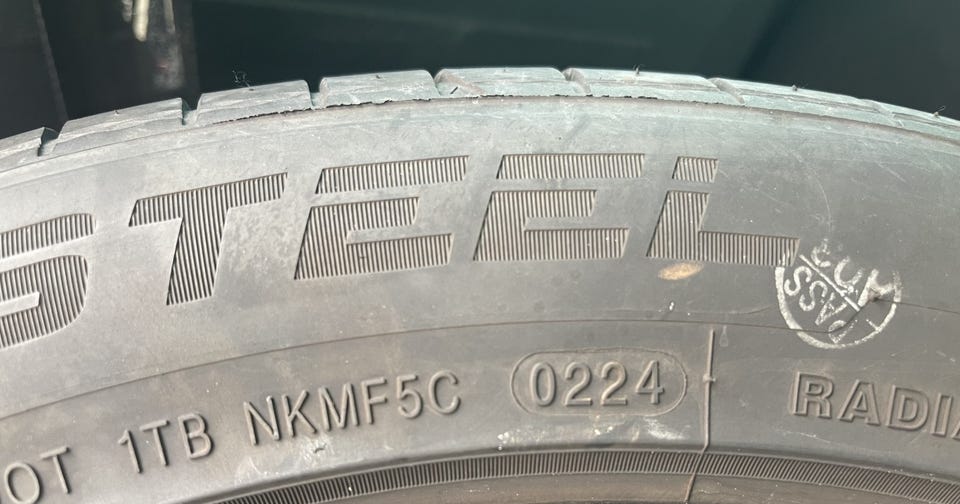 STEEL
PASS
OT 1TB NKMF5C 0224
RADIA